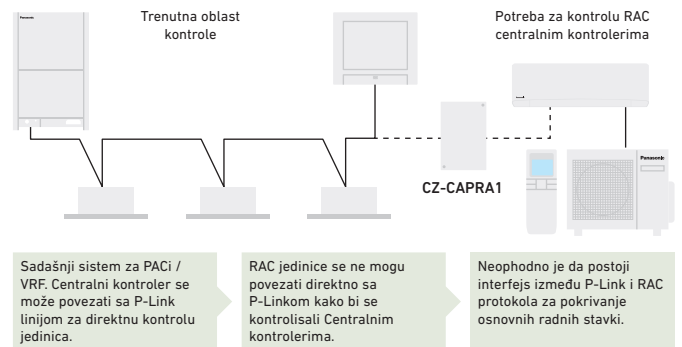 Panasonic
Trenutna oblast
kontrole
Potreba za kontrolu RAC
centralnim kontrolerima
CZ-CAPRA1
Panasonic
Sadašnji sistem za PACi /
VRF. Centralni kontroler se
može povezati sa P-Link
linijom za direktnu kontrolu
jedinica.
RAC jedinice se ne mogu
povezati direktno sa
P-Linkom kako bi se
kontrolisali Centralnim
kontrolerima.
Neophodno je da postoji
interfejs između P-Link i RAC
protokola za pokrivanje
osnovnih radnih stavki.